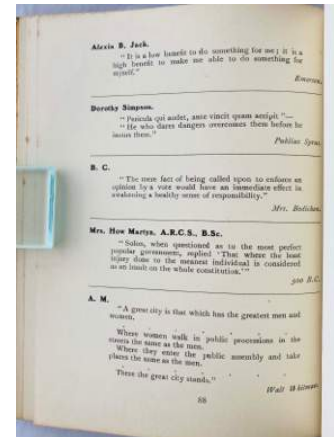 Alexia B. Jack.
"It is a low benefit to do something for me; it is a
high benefit to make me able to do something for
myself."
Emerson.
Dorothy Simpson.
"Pericula qui audet, ante vincit quam accipit"—
"He who dares dangers overcomes them before he
incurs them."
Publius Syrus.
B. C.
"The mere fact of being called upon to enforce an
opinion by a vote would have an immediate effect in
awakening a healthy sense of responsibility."
Mrs. Bodichon.
Mrs. How Martyn, A.R.C.S., B.Sc.
"Solon, when questioned as to the most perfect
popular government, replied 'That where the least
injury done to the meanest individual is considered
as an insult on the whole constitution.'"
500 B.C.
A. M.
"A great city is that which has the greatest men and
women,
Where women walk in public processions in the
streets the same as the men.
Where they enter the public assembly and take
places the same as the men.
There the great city stands."
Walt Whitman.